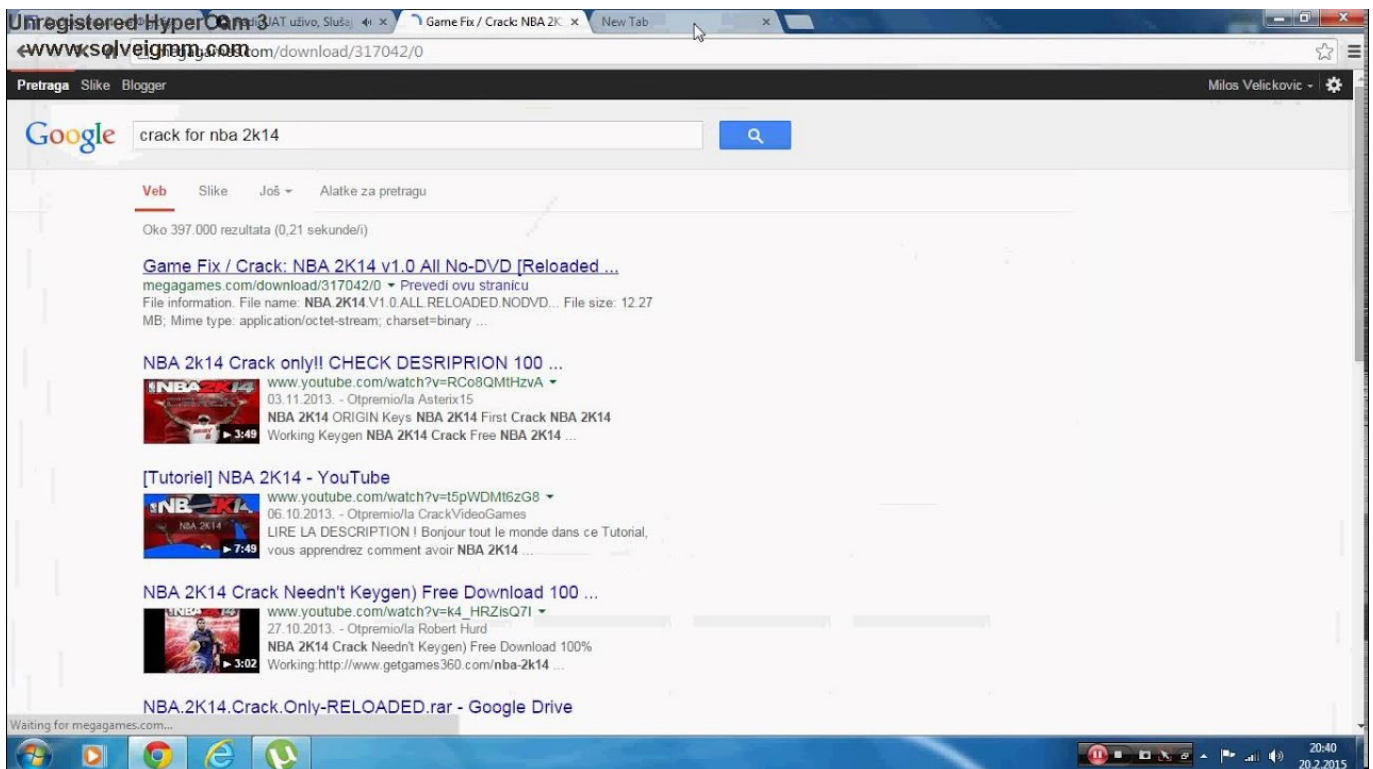 Unregistered HyperCam 3
www.solveigmm.com
JAT uživo, Slušaj
Game Fix / Crack: NBA 2K
New Tab
.com/download/317042/0
Pretraga Slike Blogger
Milos Velickovic
Google
crack for nba 2k14
Veb Slike Još Alatke za pretragu
Oko 397.000 rezultata (0,21 sekunde/i)
Game Fix / Crack: NBA 2K14 v1.0 All No-DVD [Reloaded ...
megagames.com/download/317042/0 Prevedi ovu stranicu
File information. File name: NBA.2K14.V1.0.ALL.RELOADED.NODVD... File size: 12.27
MB; Mime type: application/octet-stream; charset=binary ...
NBA 2k14 Crack only!! CHECK DESRIPRION 100 ...
www.youtube.com/watch?v=RCo8QMtHzvA
03.11.2013. - Otpremio/la Asterix15
NBA 2K14 ORIGIN Keys NBA 2K14 First Crack NBA 2K14
Working Keygen NBA 2K14 Crack Free NBA 2K14 ...
3:49
[Tutoriel] NBA 2K14 - YouTube
www.youtube.com/watch?v=t5pWDMt6zG8
06.10.2013. - Otpremio/la CrackVideoGames
LIRE LA DESCRIPTION ! Bonjour tout le monde dans ce Tutorial,
vous apprendrez comment avoir NBA 2K14 ...
NBA 2K14
7:49
NBA 2K14 Crack Needn't Keygen) Free Download 100 ...
www.youtube.com/watch?v=k4_HRZisQ7I
27.10.2013. - Otpremio/la Robert Hurd
NBA 2K14 Crack Needn't Keygen) Free Download 100%
Working:http://www.getgames360.com/nba-2k14 ...
3:02
NBA.2K14.Crack.Only-RELOADED.rar - Google Drive
Waiting for megagames.com...
20:40
20.2.2015